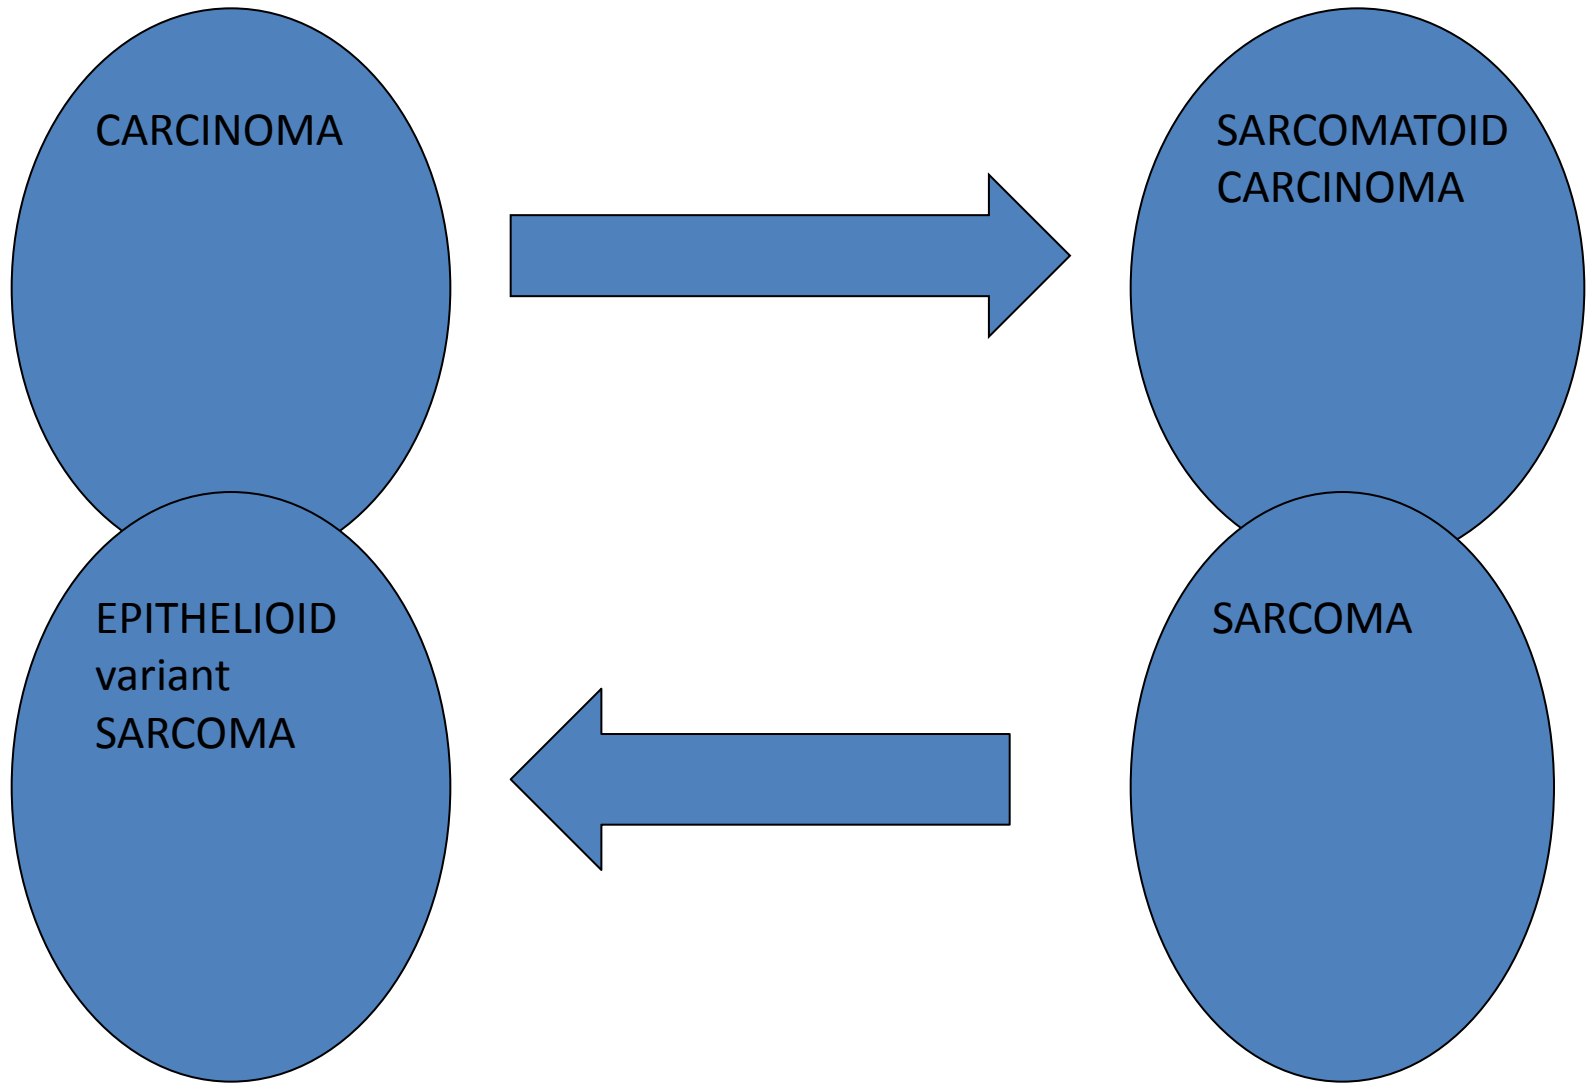 CARCINOMA
SARCOMATOID
CARCINOMA
EPITHELIOID
variant
SARCOMA
SARCOMA